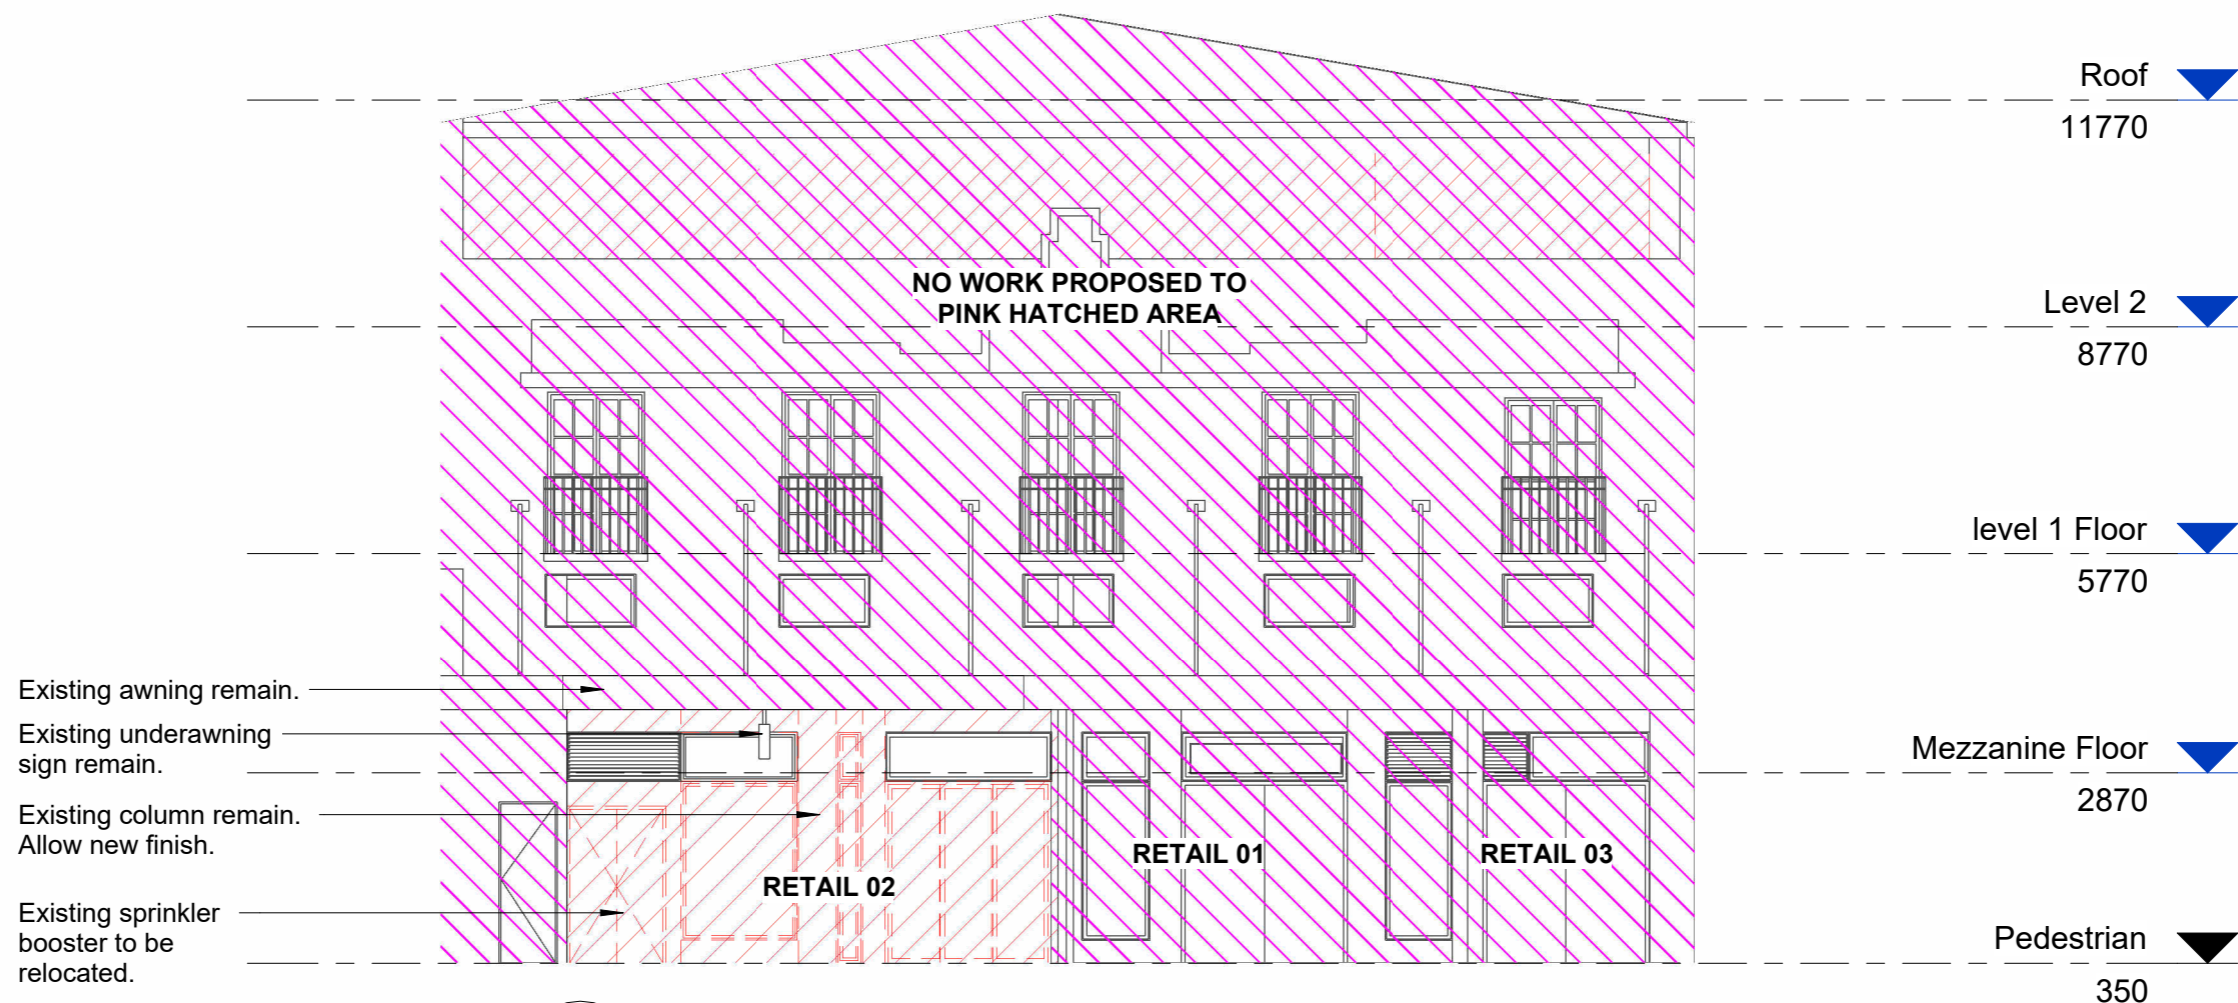 Roof
11770
NO WORK PROPOSED TO
PINK HATCHED AREA
Level 2
8770
level 1 Floor
5770
Existing awning remain.
Existing underawning
sign remain.
Mezzanine Floor
2870
Existing column remain.
Allow new finish.
RETAIL 01
RETAIL 03
RETAIL 02
Existing sprinkler
booster to be
relocated.
Pedestrian
350